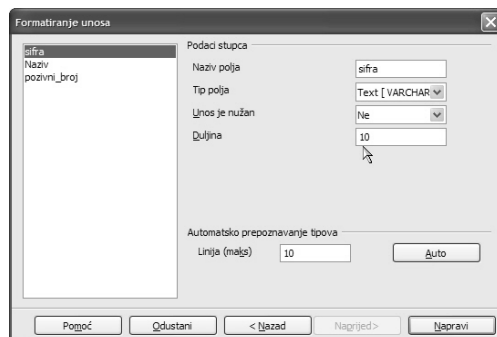 Formatiranje unosa
sifra
Naziv
pozivni_broj
Podaci stupca
Naziv polja
sifra
Tip polja
Text [ VARCHAR
Unos je nužan
Ne
Duljina
10
Automatsko prepoznavanje tipova
Linija (maks)
10
Auto
Pomoć
Odustani
< Nazad
Naprijed >
Napravi